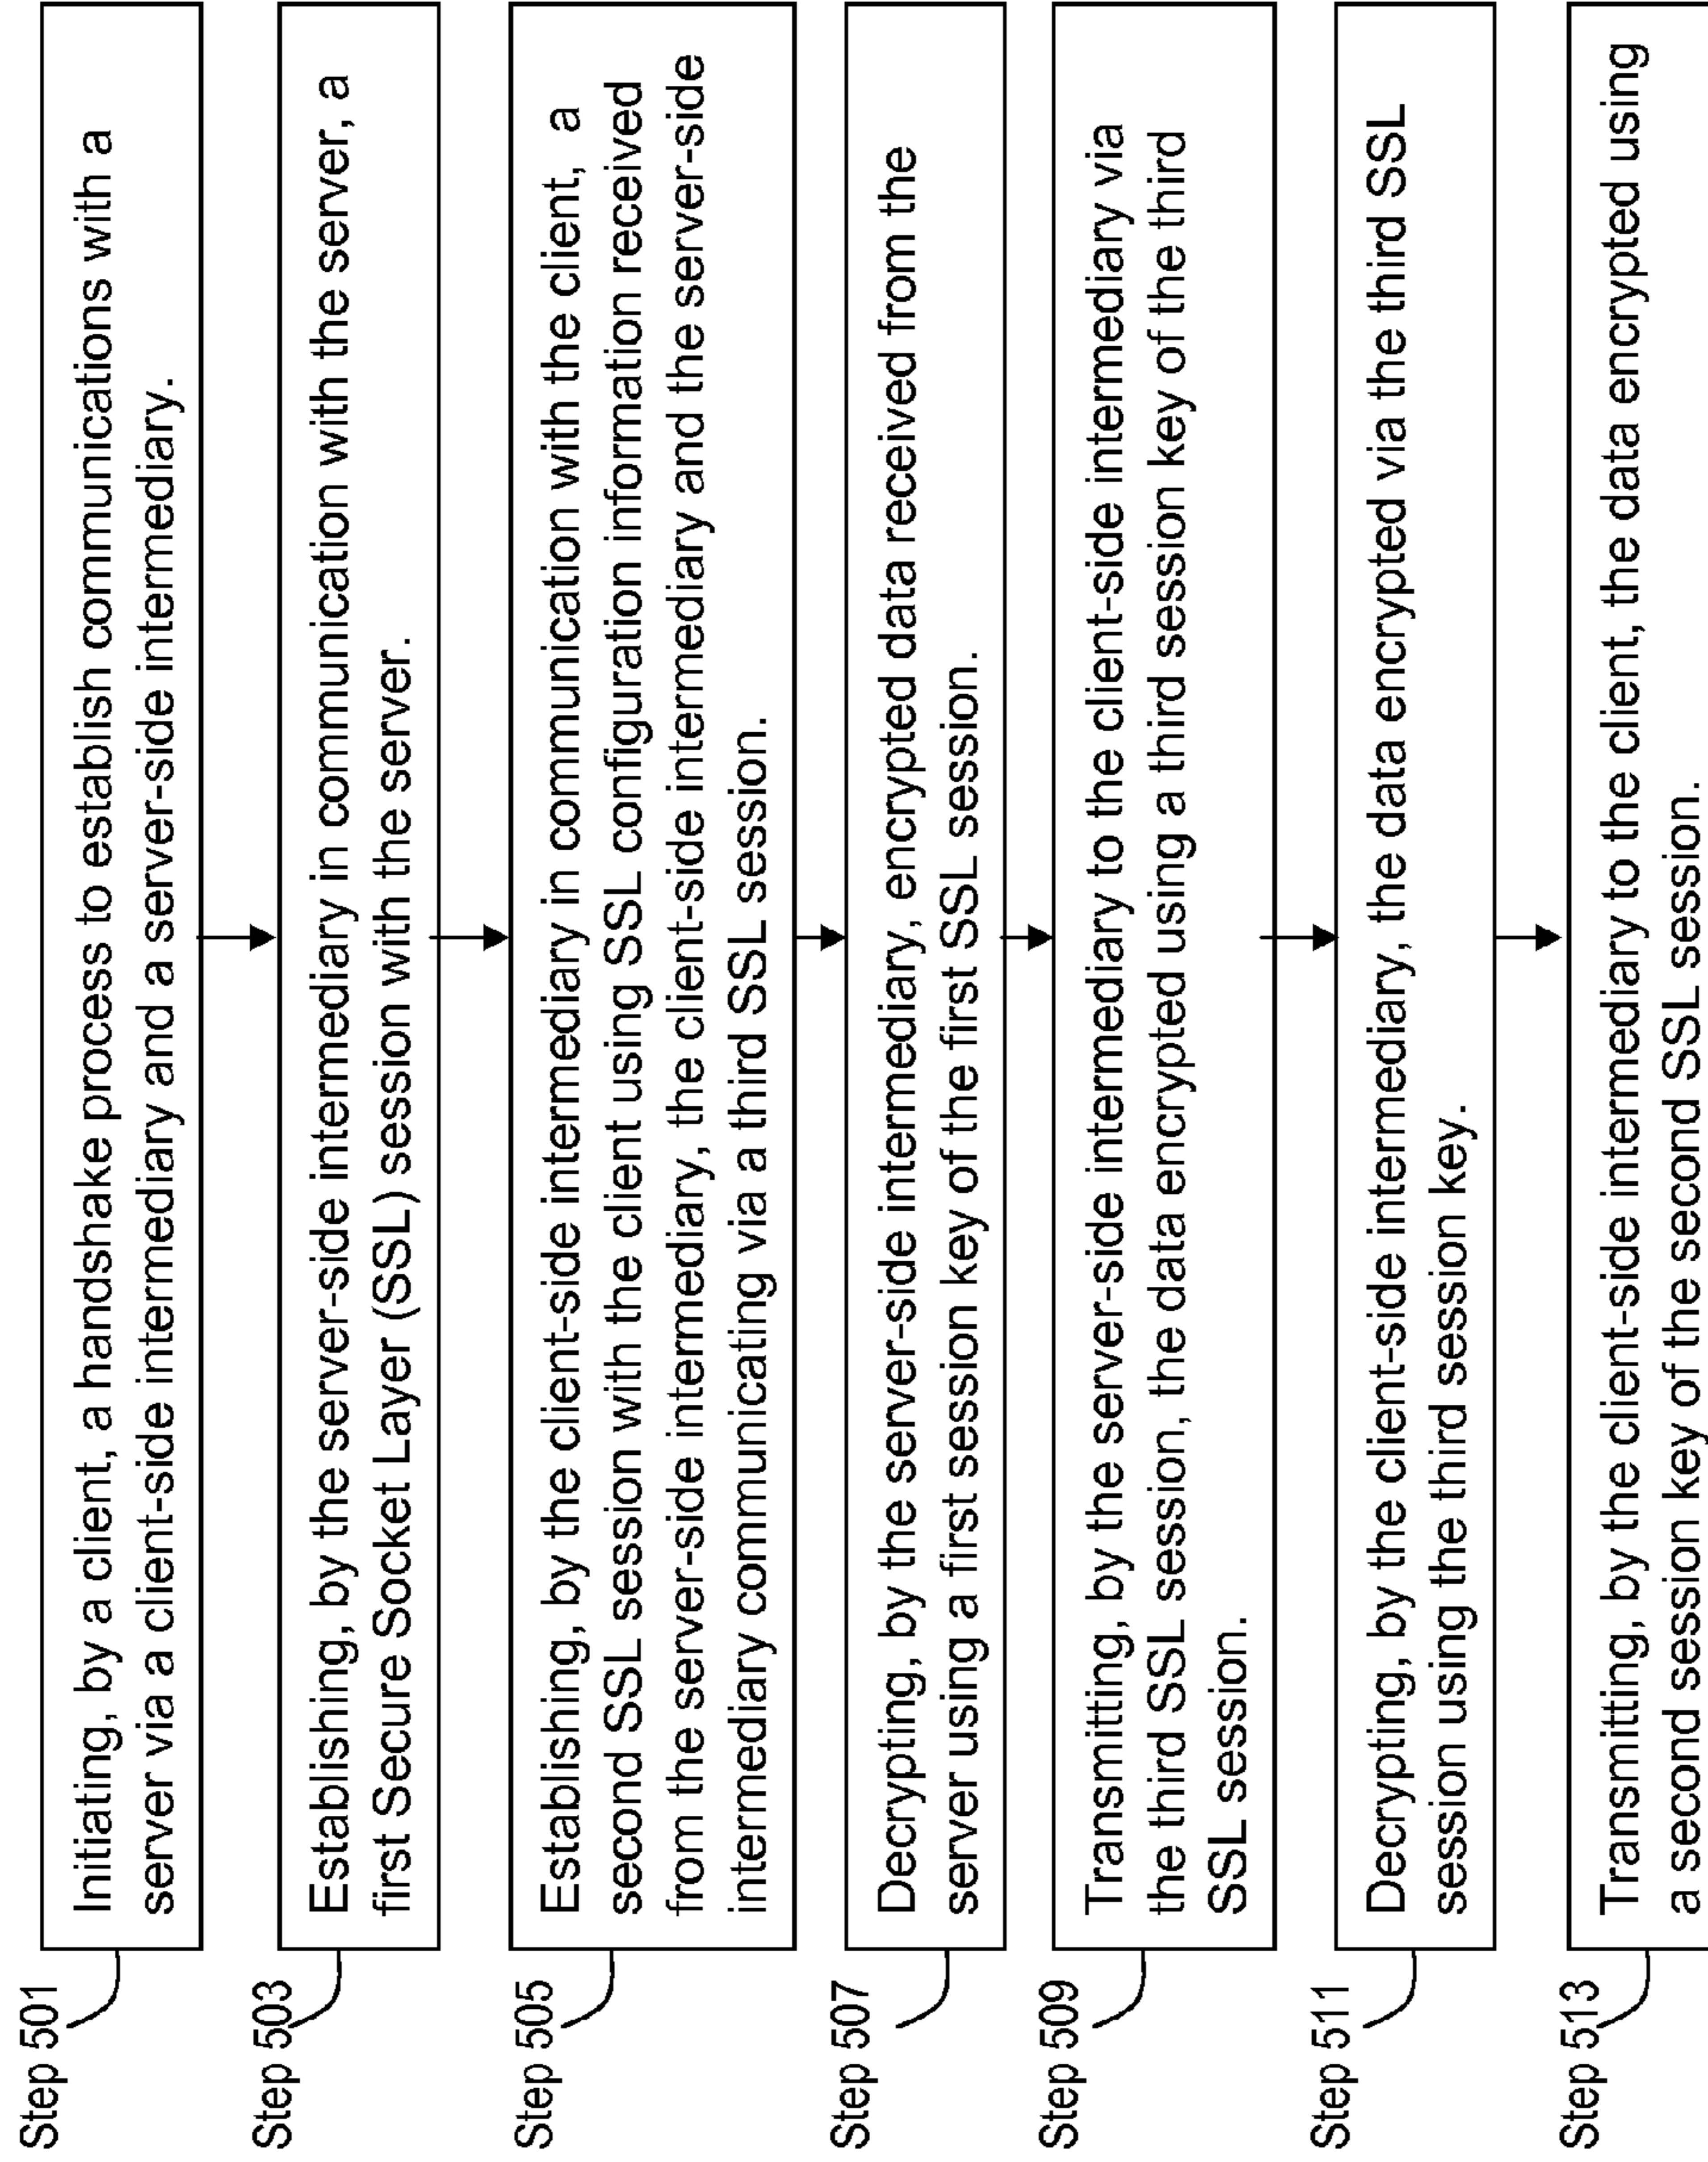 Step 501
Initiating, by a client, a handshake process to establish communications with a
server via a client-side intermediary and a server-side intermediary.
Step 503
Establishing, by the server-side intermediary in communication with the server, a
first Secure Socket Layer (SSL) session with the server.
Step 505
Establishing, by the client-side intermediary in communication with the client, a
second SSL session with the client using SSL configuration information received
from the server-side intermediary, the client-side intermediary and the server-side
intermediary communicating via a third SSL session.
Step 507
Decrypting, by the server-side intermediary, encrypted data received from the
server using a first session key of the first SSL session.
Step 509
Transmitting, by the server-side intermediary to the client-side intermediary via
the third SSL session, the data encrypted using a third session key of the third
SSL session.
Step 511
Decrypting, by the client-side intermediary, the data encrypted via the third SSL
session using the third session key.
Step 513
Transmitting, by the client-side intermediary to the client, the data encrypted using
a second session key of the second SSL session.